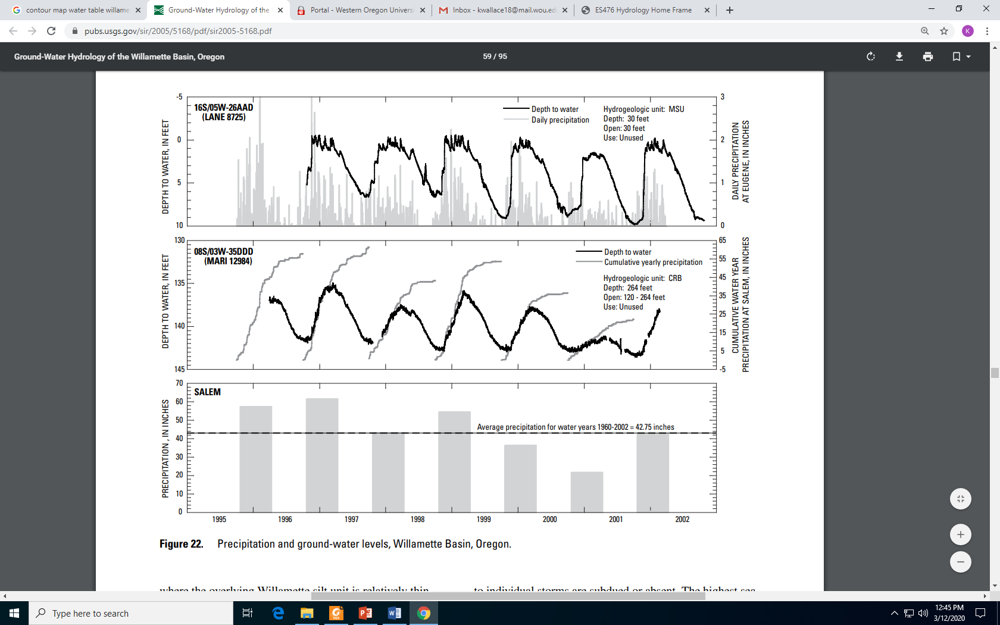 contour map water table willame
Ground-Water Hydrology of the
Portal - Western Oregon Universi
Inbox - kwallace18@mail.wou.ed
ES476 Hydrology Home Frame
pubs.usgs.gov/sir/2005/5168/pdf/sir2005-5168.pdf
K
Ground-Water Hydrology of the Willamette Basin, Oregon
59 / 95
-5
0
5
10
DEPTH TO WATER, IN FEET
16S/05W-26AAD
(LANE 8725)
Depth to water
Daily precipitation
Hydrogeologic unit: MSU
Depth: 30 feet
Open: 30 feet
Use: Unused
3
2
1
0
DAILY PRECIPITATION
AT EUGENE, IN INCHES
130
135
140
145
DEPTH TO WATER, IN FEET
08S/03W-35DDD
(MARI 12984)
Depth to water
Cumulative yearly precipitation
Hydrogeologic unit: CRB
Depth: 264 feet
Open: 120 - 264 feet
Use: Unused
65
55
45
35
25
15
5
-5
CUMULATIVE WATER YEAR
PRECIPITATION AT SALEM, IN INCHES
70
60
50
40
30
20
10
0
PRECIPITATION, IN INCHES
SALEM
Average precipitation for water years 1960-2002 = 42.75 inches
1995 1996 1997 1998 1999 2000 2001 2002
Figure 22. Precipitation and ground-water levels, Willamette Basin, Oregon.
where the overlying Willamette silt unit is relatively thin
to individual storms are subdued or absent. The highest sea
Type here to search
12:45 PM
3/12/2020